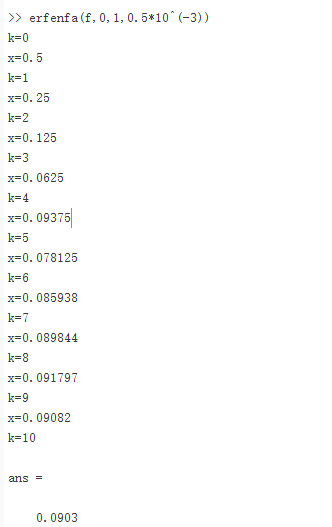 >> erfenfa(f,0,1,0.5*10^(-3))
k=0
x=0.5
k=1
x=0.25
k=2
x=0.125
k=3
x=0.0625
k=4
x=0.09375
k=5
x=0.078125
k=6
x=0.085938
k=7
x=0.089844
k=8
x=0.091797
k=9
x=0.09082
k=10
ans =
0.0903